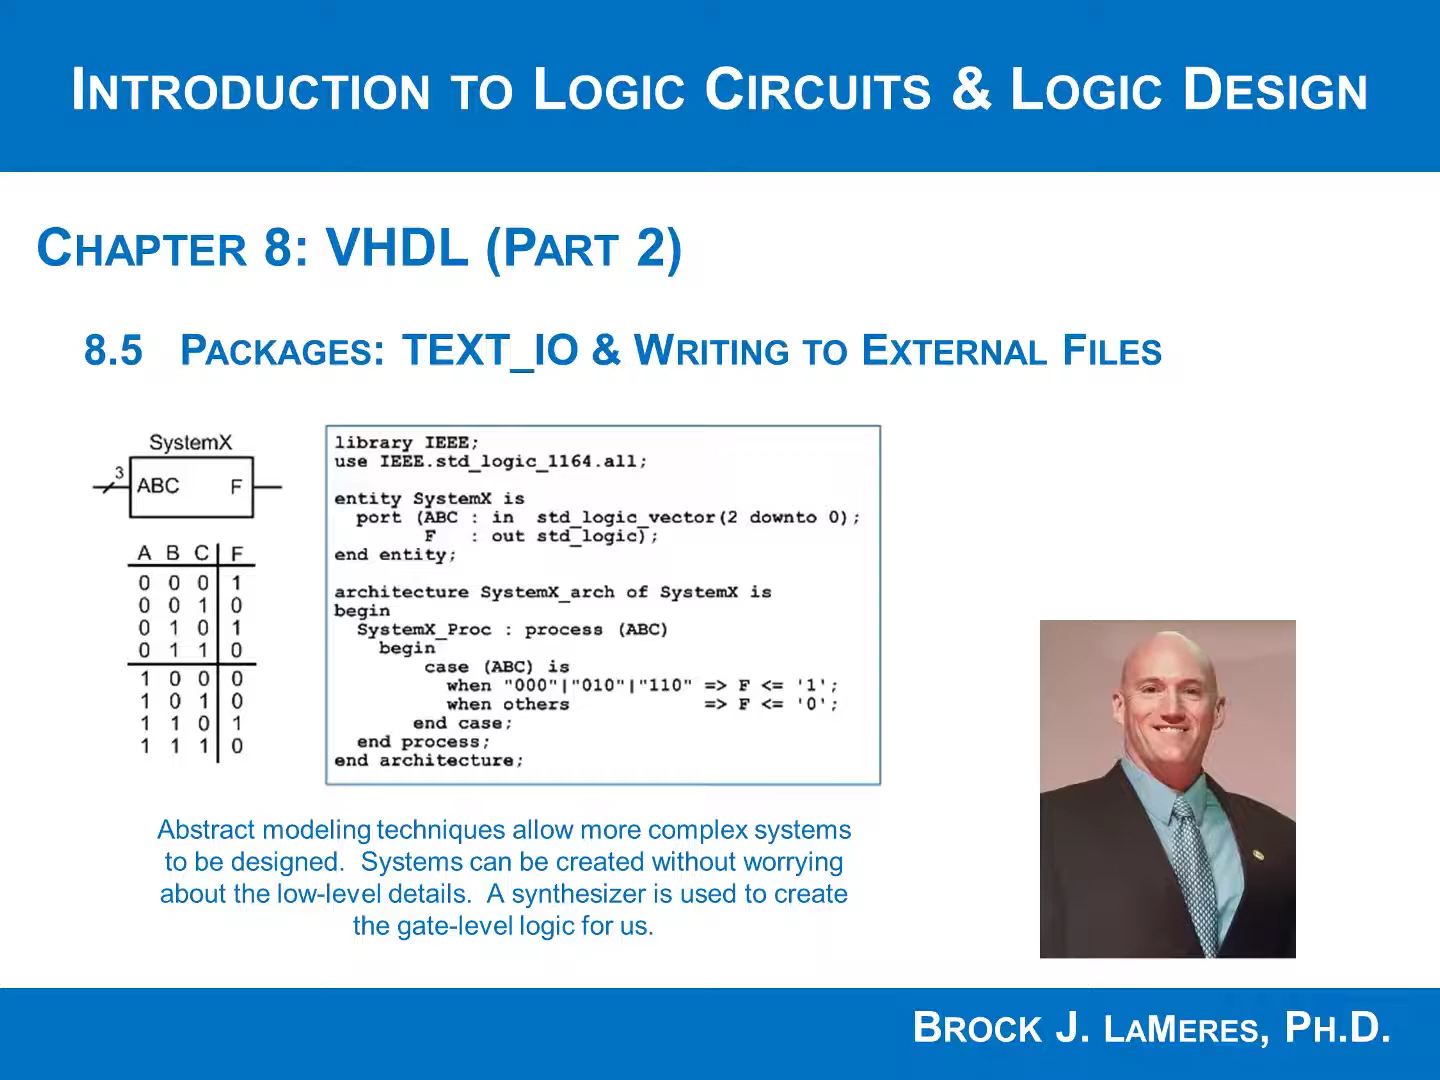 INTRODUCTION TO LOGIC CIRCUITS & LOGIC DESIGN
CHAPTER 8: VHDL (PART 2)
8.5 PACKAGES: TEXT_IO & WRITING TO EXTERNAL FILES
SystemX
3
ABC F
A B C F
0 0 0 1
0 0 1 0
0 1 0 1
0 1 1 0
1 0 0 0
1 0 1 0
1 1 0 1
1 1 1 0
library IEEE;
use IEEE.std_logic_1164.all;
entity SystemX is
port (ABC : in std_logic_vector(2 downto 0);
F : out std_logic);
end entity;
architecture SystemX_arch of SystemX is
begin
SystemX_Proc : process (ABC)
begin
case (ABC) is
when "000"|"010"|"110" => F <= '1';
when others => F <= '0';
end case;
end process;
end architecture;
Abstract modeling techniques allow more complex systems
to be designed. Systems can be created without worrying
about the low-level details. A synthesizer is used to create
the gate-level logic for us.
BROCK J. LAMERES, PH.D.